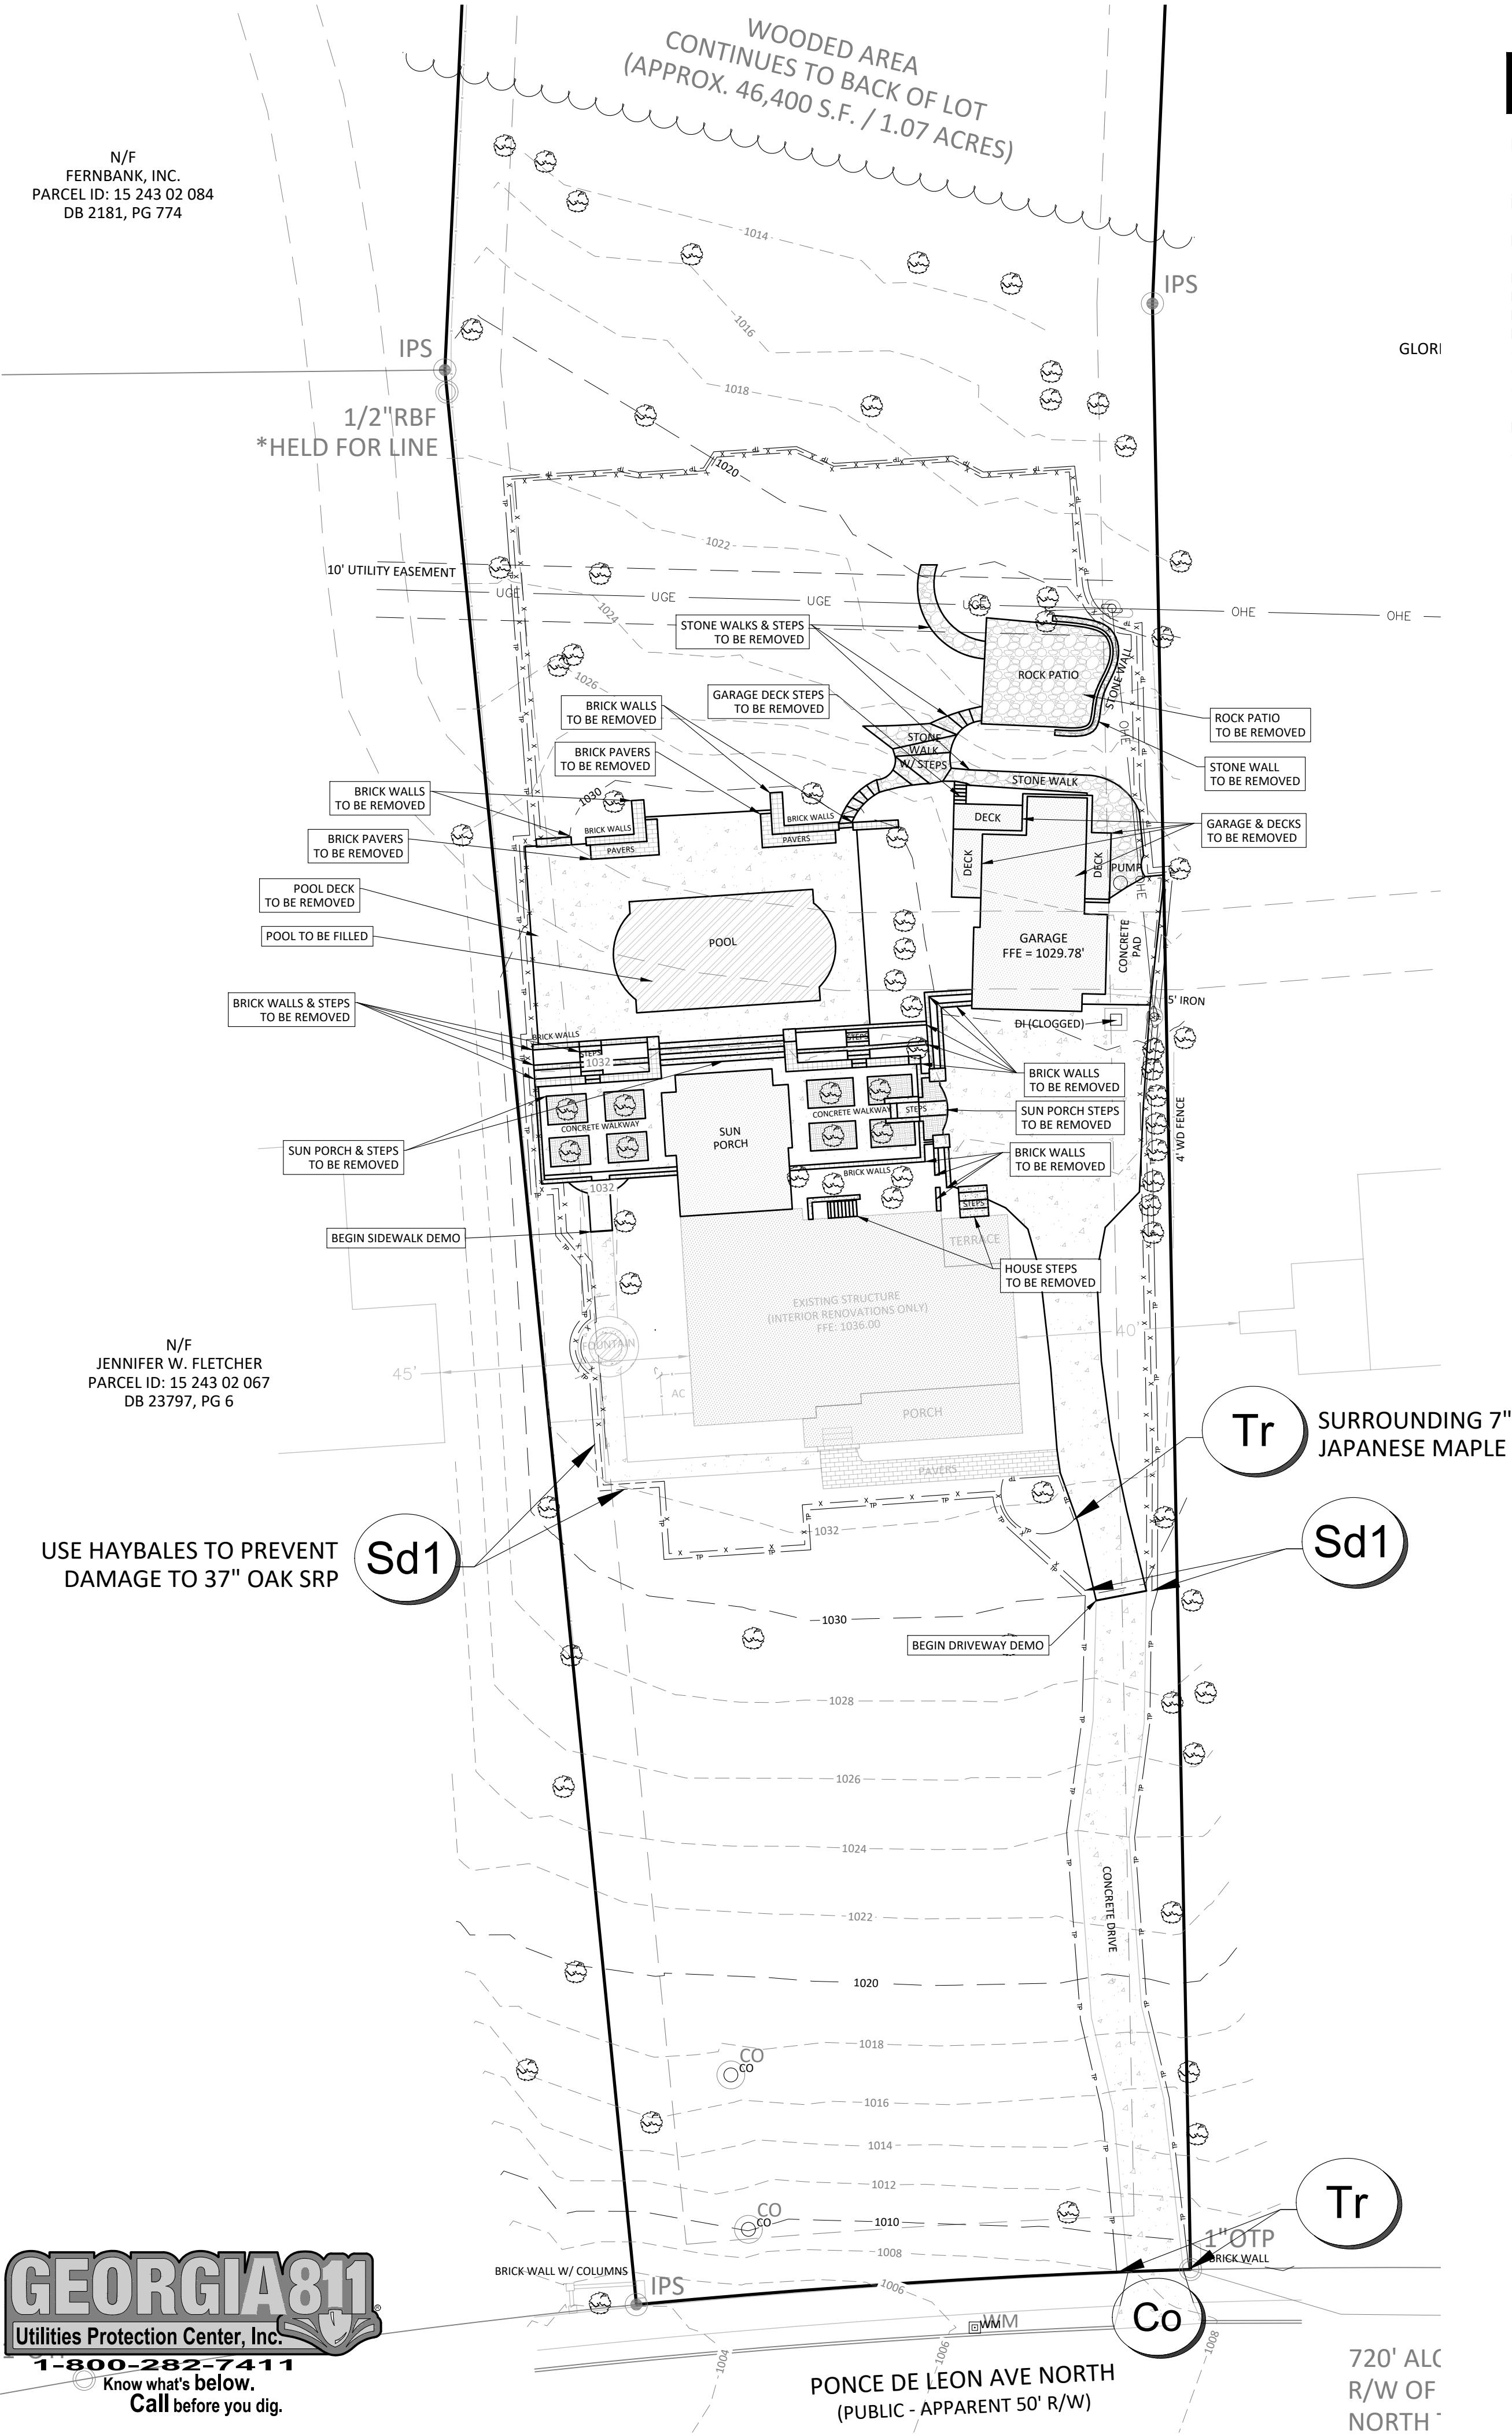 WOODED AREA
CONTINUES TO BACK OF LOT
(APPROX. 46,400 S.F. / 1.07 ACRES)
N/F
FERNBANK, INC.
PARCEL ID: 15 243 02 084
DB 2181, PG 774
1014
IPS
1016
IPS
GLORI
1018
1/2"RBF
*HELD FOR LINE
1020
1022
10' UTILITY EASEMENT
UGE
UGE
UGE
UGE
OHE
OHE
1024
STONE WALKS & STEPS
TO BE REMOVED
1026
ROCK PATIO
STONE WALL
GARAGE DECK STEPS
TO BE REMOVED
BRICK WALLS
TO BE REMOVED
ROCK PATIO
TO BE REMOVED
OHE
STONE
WALK
W/ STEPS
BRICK PAVERS
TO BE REMOVED
STONE WALL
TO BE REMOVED
STONE WALK
BRICK WALLS
TO BE REMOVED
1030
BRICK WALLS
BRICK WALLS
DECK
GARAGE & DECKS
TO BE REMOVED
BRICK PAVERS
TO BE REMOVED
PAVERS
PAVERS
DECK
DECK
PUMP
OHE
POOL DECK
TO BE REMOVED
POOL TO BE FILLED
POOL
GARAGE
FFE = 1029.78'
CONCRETE
PAD
BRICK WALLS & STEPS
TO BE REMOVED
5' IRON
DI (CLOGGED)
BRICK WALLS
STEPS
STEPS
1032
BRICK WALLS
TO BE REMOVED
SUN PORCH STEPS
TO BE REMOVED
CONCRETE WALKWAY
STEPS
CONCRETE WALKWAY
SUN
PORCH
4' WD FENCE
SUN PORCH & STEPS
TO BE REMOVED
BRICK WALLS
TO BE REMOVED
BRICK WALLS
1032
STEPS
BEGIN SIDEWALK DEMO
TERRACE
HOUSE STEPS
TO BE REMOVED
EXISTING STRUCTURE
(INTERIOR RENOVATIONS ONLY)
FFE: 1036.00
40'
FOUNTAIN
N/F
JENNIFER W. FLETCHER
PARCEL ID: 15 243 02 067
DB 23797, PG 6
45'
AC
PORCH
Tr
SURROUNDING 7"
JAPANESE MAPLE
PAVERS
1032
Sd1
USE HAYBALES TO PREVENT
DAMAGE TO 37" OAK SRP
Sd1
1030
BEGIN DRIVEWAY DEMO
1028
1026
1024
CONCRETE DRIVE
1022
1020
1018
CO
CO
1016
1014
1012
Tr
CO
CO
1010
1008
1"OTP
BRICK WALL
BRICK WALL W/ COLUMNS
IPS
1006
Co
WM
WM
1004
1006
1008
PONCE DE LEON AVE NORTH
(PUBLIC - APPARENT 50' R/W)
720' ALO
R/W OF
NORTH
GEORGIA811
®
Utilities Protection Center, Inc.
1-800-282-7411
Know what's below.
Call before you dig.